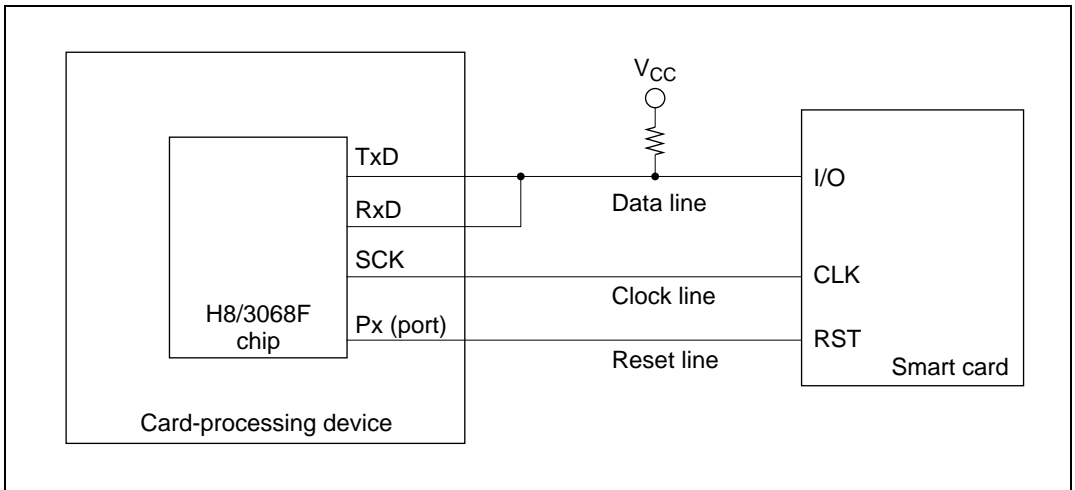 V_CC
TxD
I/O
Data line
RxD
SCK
CLK
Clock line
H8/3068F
chip
Px (port)
RST
Reset line
Smart card
Card-processing device